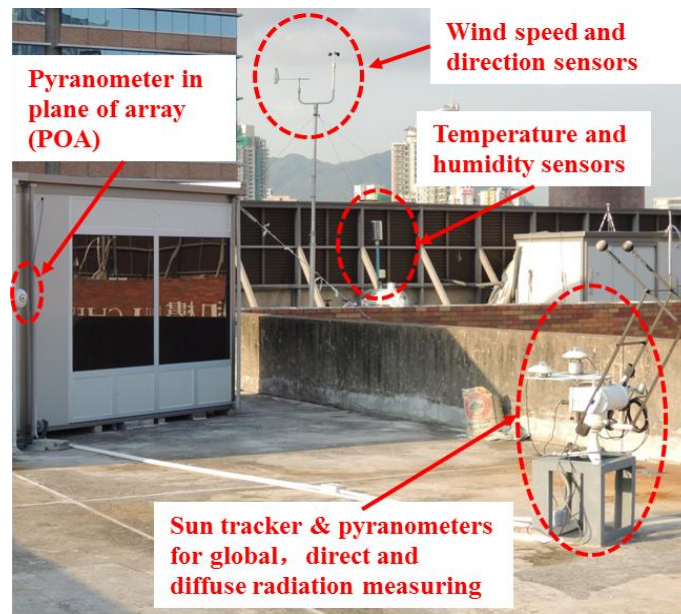 Wind speed and
direction sensors
Pyranometer in
plane of array
(POA)
Temperature and
humidity sensors
Sun tracker & pyranometers
for global, direct and
diffuse radiation measuring